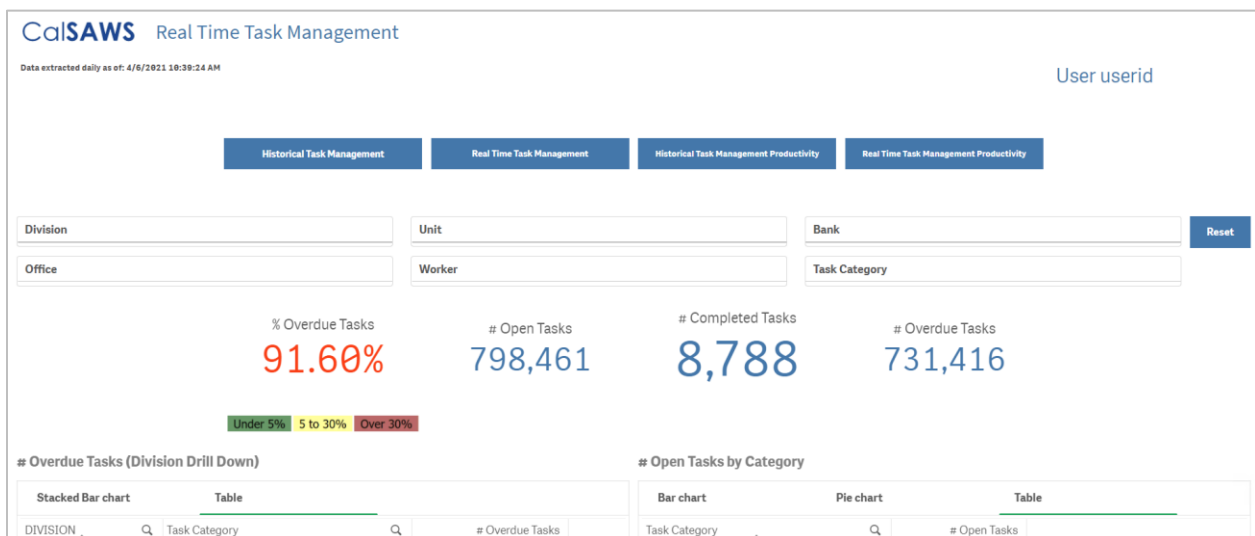 CalSAWS Real Time Task Management
Data extracted daily as of: 4/6/2021 10:39:24 AM
User userid
Historical Task Management Real Time Task Management Historical Task Management Productivity Real Time Task Management Productivity
Division Unit Bank Reset
Office Worker Task Category
% Overdue Tasks # Open Tasks # Completed Tasks # Overdue Tasks
91.60% 798,461 8,788 731,416
Under 5% 5 to 30% Over 30%
# Overdue Tasks (Division Drill Down) # Open Tasks by Category
Stacked Bar chart Table Bar chart Pie chart Table
DIVISION Task Category # Overdue Tasks Task Category # Open Tasks